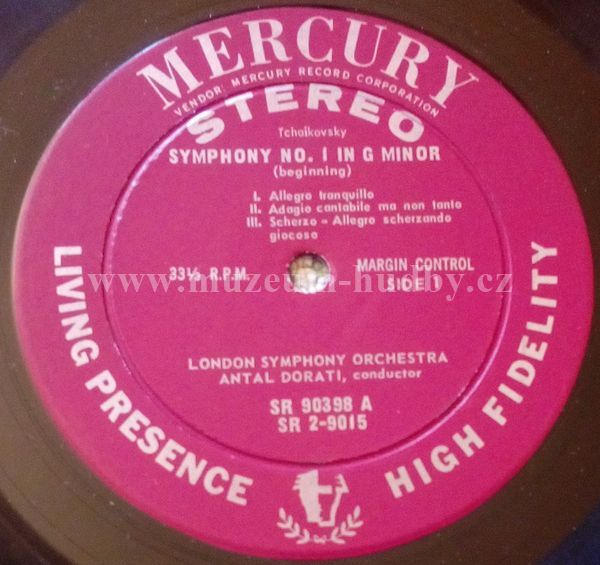 MERCURY
VENDOR: MERCURY RECORD CORPORATION
STEREO
Tchaikovsky
SYMPHONY NO. 1 IN G MINOR
(beginning)
I. Allegro tranquillo
II. Adagio cantabile ma non tanto
III. Scherzo - Allegro scherzando
giocoso
33⅓ R.P.M.
MARGIN CONTROL
SIDE 1
www.muzeum-hudby.cz
LONDON SYMPHONY ORCHESTRA
ANTAL DORATI, conductor
SR 90398 A
SR 2-9015
LIVING PRESENCE
HIGH FIDELITY